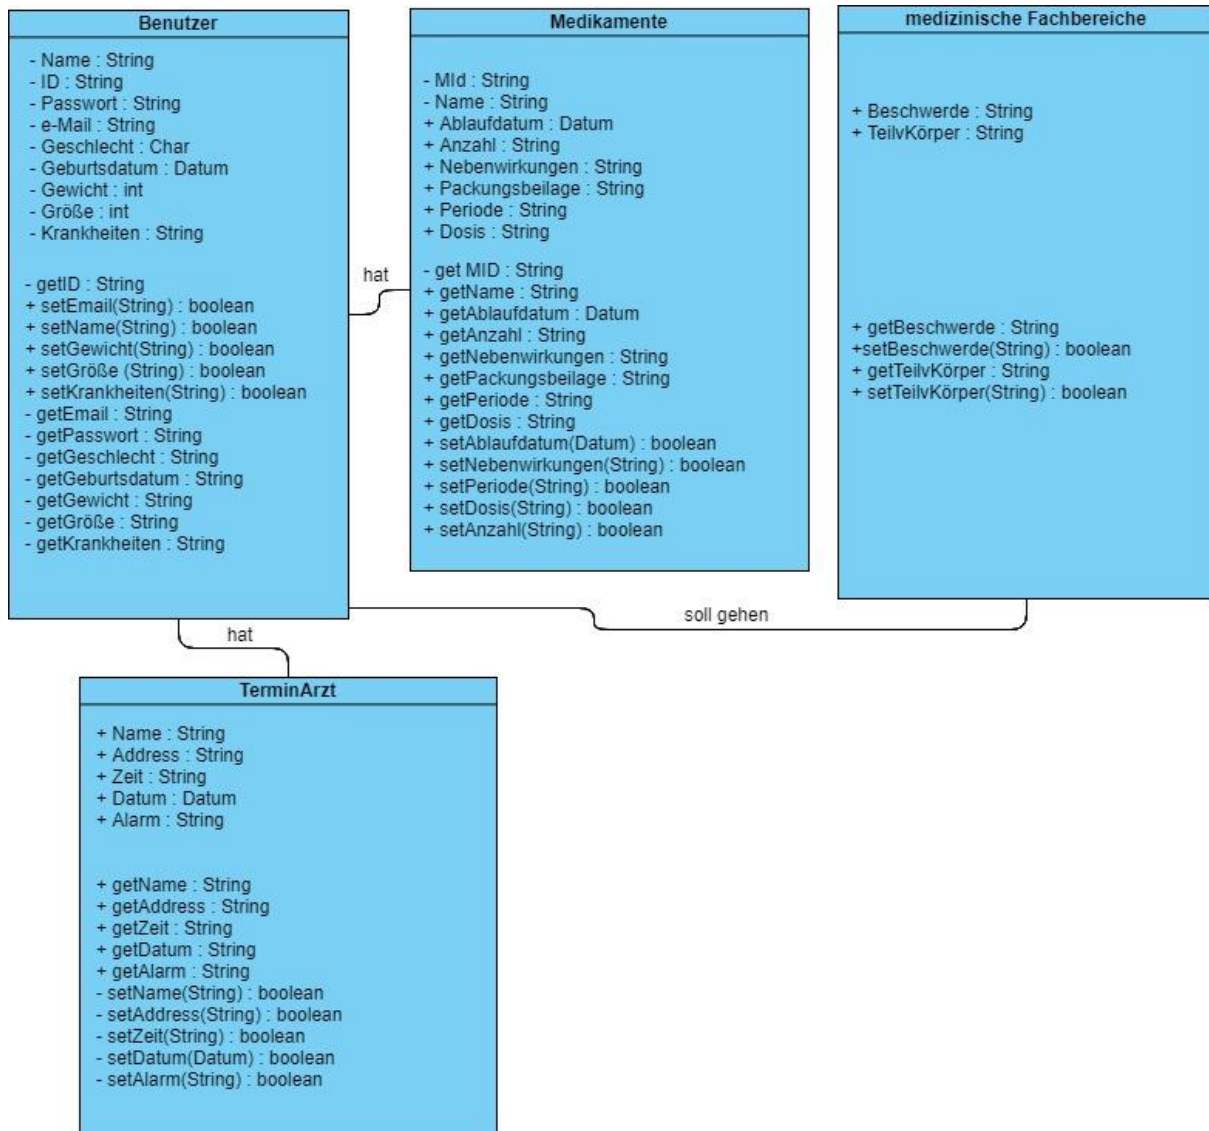 Benutzer
- Name : String
- ID : String
- Passwort : String
- e-Mail : String
- Geschlecht : Char
- Geburtsdatum : Datum
- Gewicht : int
- Größe : int
- Krankheiten : String
- getID : String
+ setEmail(String) : boolean
+ setName(String) : boolean
+ setGewicht(String) : boolean
+ setGröße (String) : boolean
+ setKrankheiten(String) : boolean
- getEmail : String
- getPasswort : String
- getGeschlecht : String
- getGeburtsdatum : String
- getGewicht : String
- getGröße : String
- getKrankheiten : String
hat
Medikamente
- MId : String
- Name : String
+ Ablaufdatum : Datum
+ Anzahl : String
+ Nebenwirkungen : String
+ Packungsbeilage : String
+ Periode : String
+ Dosis : String
- get MID : String
+ getName : String
+ getAblaufdatum : Datum
+ getAnzahl : String
+ getNebenwirkungen : String
+ getPackungsbeilage : String
+ getPeriode : String
+ getDosis : String
+ setAblaufdatum(Datum) : boolean
+ setNebenwirkungen(String) : boolean
+ setPeriode(String) : boolean
+ setDosis(String) : boolean
+ setAnzahl(String) : boolean
medizinische Fachbereiche
+ Beschwerde : String
+ TeilvKörper : String
+ getBeschwerde : String
+setBeschwerde(String) : boolean
+ getTeilvKörper : String
+ setTeilvKörper(String) : boolean
soll gehen
hat
TerminArzt
+ Name : String
+ Address : String
+ Zeit : String
+ Datum : Datum
+ Alarm : String
+ getName : String
+ getAddress : String
+ getZeit : String
+ getDatum : String
+ getAlarm : String
- setName(String) : boolean
- setAddress(String) : boolean
- setZeit(String) : boolean
- setDatum(Datum) : boolean
- setAlarm(String) : boolean